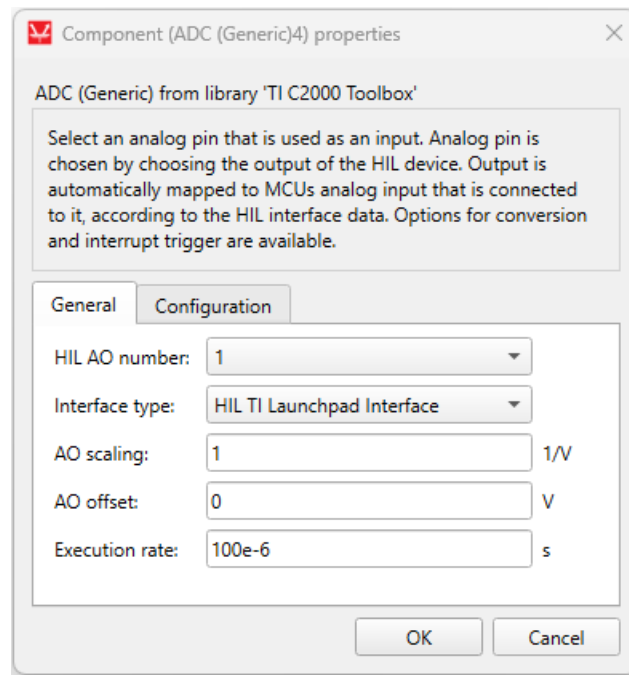 Component (ADC (Generic)4) properties
ADC (Generic) from library 'TI C2000 Toolbox'
Select an analog pin that is used as an input. Analog pin is
chosen by choosing the output of the HIL device. Output is
automatically mapped to MCUs analog input that is connected
to it, according to the HIL interface data. Options for conversion
and interrupt trigger are available.
General Configuration
HIL AO number: 1
Interface type: HIL TI Launchpad Interface
AO scaling: 1 1/V
AO offset: 0 V
Execution rate: 100e-6 s
OK Cancel